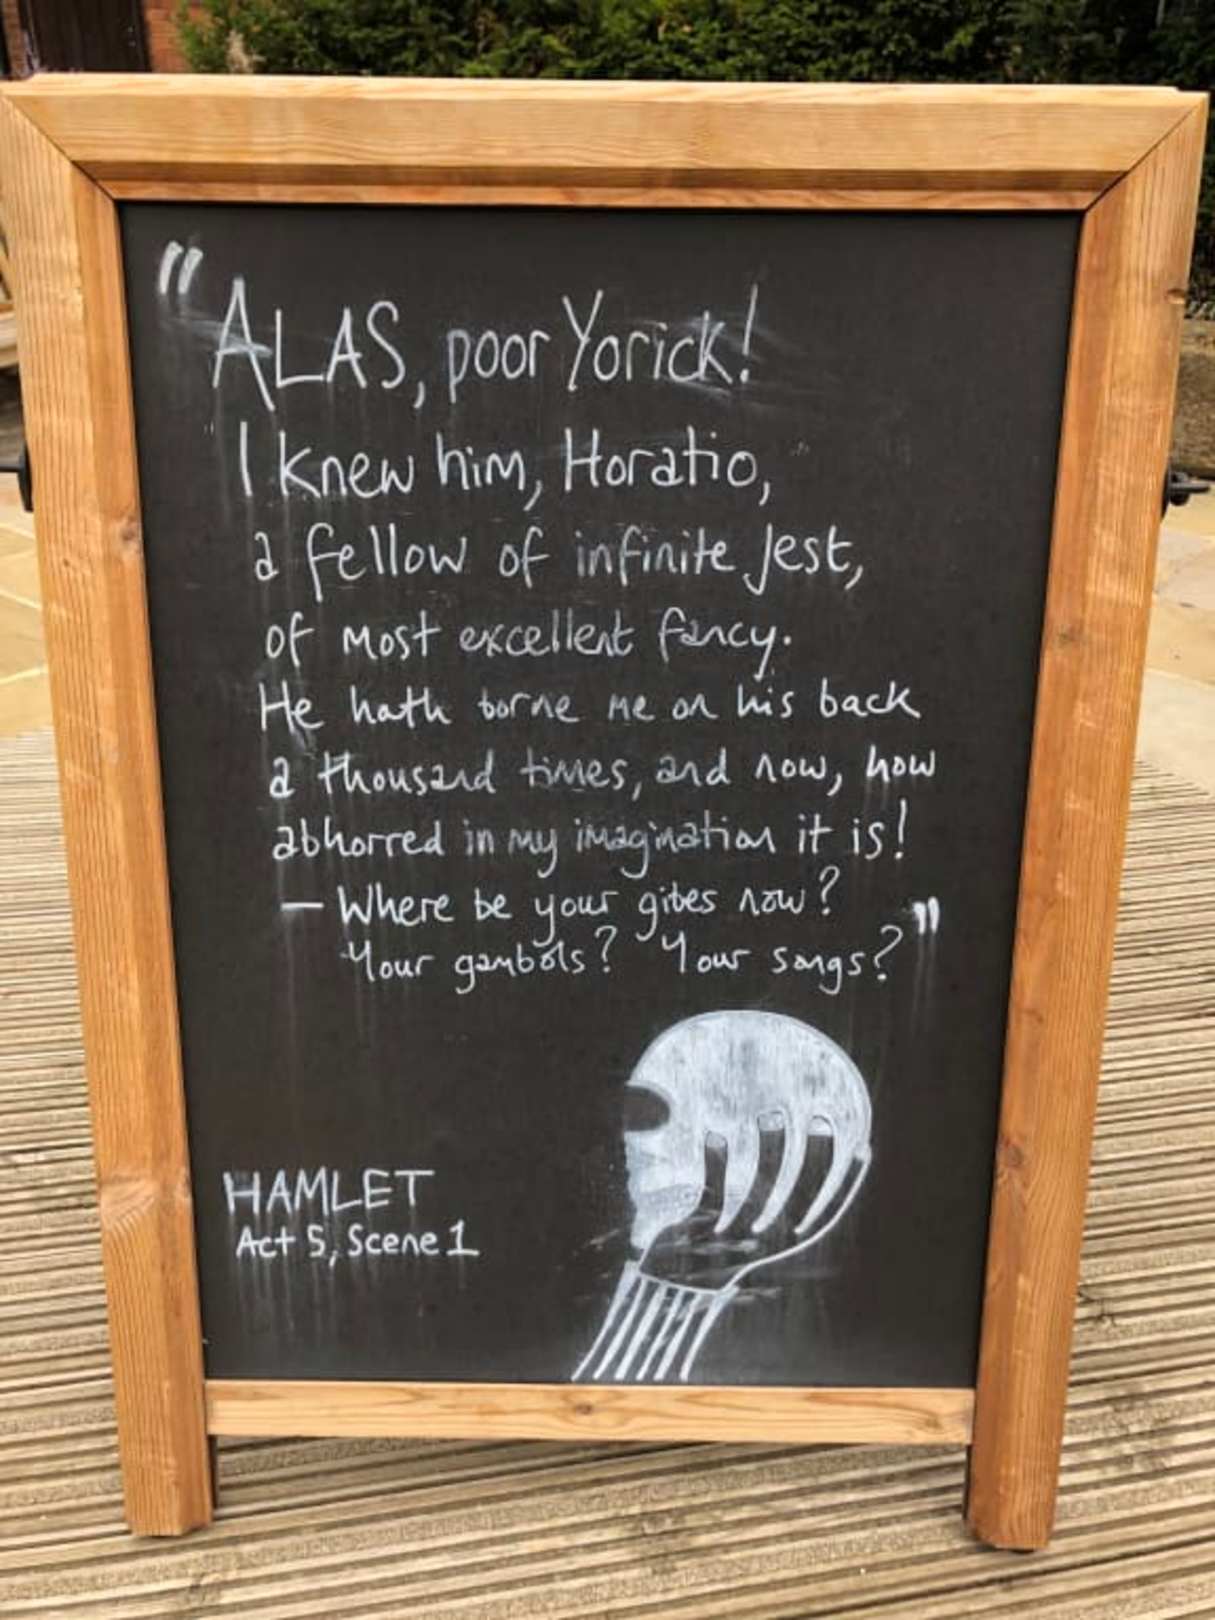 "ALAS, poor Yorick!
I knew him, Horatio,
a fellow of infinite jest,
of most excellent fancy.
He hath borne me on his back
a thousand times, and now, how
abhorred in my imagination it is!
— Where be your gibes now?
Your gambols? Your songs?"
HAMLET
Act 5, Scene 1